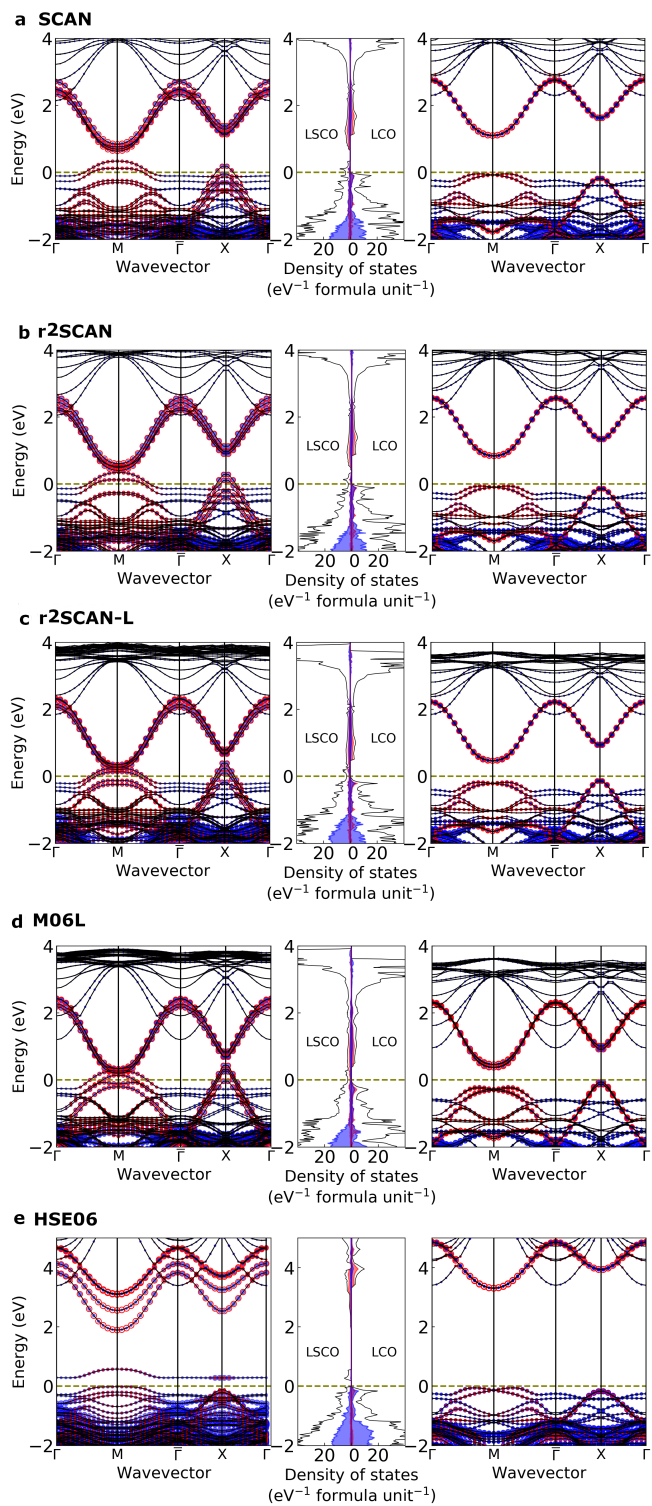 a SCAN
4
2
0
−2
Energy (eV)
Γ M Γ̅ X Γ
Wavevector
LSCO LCO
20 0 20
Density of states
(eV⁻¹ formula unit⁻¹)
Γ M Γ̅ X Γ
Wavevector
b r²SCAN
4
2
0
−2
Energy (eV)
Γ M Γ̅ X Γ
Wavevector
LSCO LCO
20 0 20
Density of states
(eV⁻¹ formula unit⁻¹)
Γ M Γ̅ X Γ
Wavevector
c r²SCAN-L
4
2
0
−2
Energy (eV)
Γ M Γ̅ X Γ
Wavevector
LSCO LCO
20 0 20
Density of states
(eV⁻¹ formula unit⁻¹)
Γ M Γ̅ X Γ
Wavevector
d M06L
4
2
0
−2
Energy (eV)
Γ M Γ̅ X Γ
Wavevector
LSCO LCO
20 0 20
Density of states
(eV⁻¹ formula unit⁻¹)
Γ M Γ̅ X Γ
Wavevector
e HSE06
4
2
0
−2
Energy (eV)
Γ M Γ̅ X Γ
Wavevector
LSCO LCO
20 0 20
Density of states
(eV⁻¹ formula unit⁻¹)
Γ M Γ̅ X Γ
Wavevector